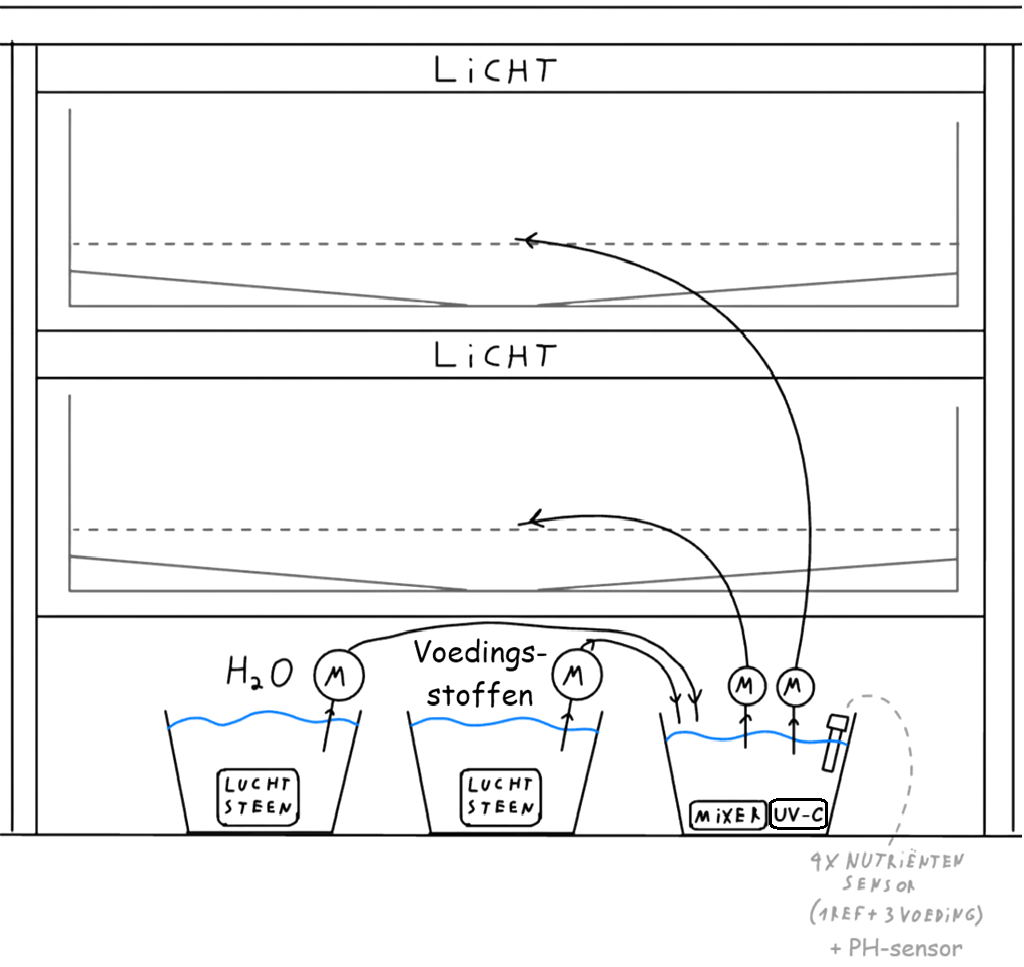 LiCHT
LiCHT
H₂O
M
Voedings-
stoffen
M
M
M
LUCHT
STEEN
LUCHT
STEEN
MiXER
UV-C
4X NUTRiËNTEN
SENSOR
(1REF + 3 VOEDiNG)
+ PH-sensor